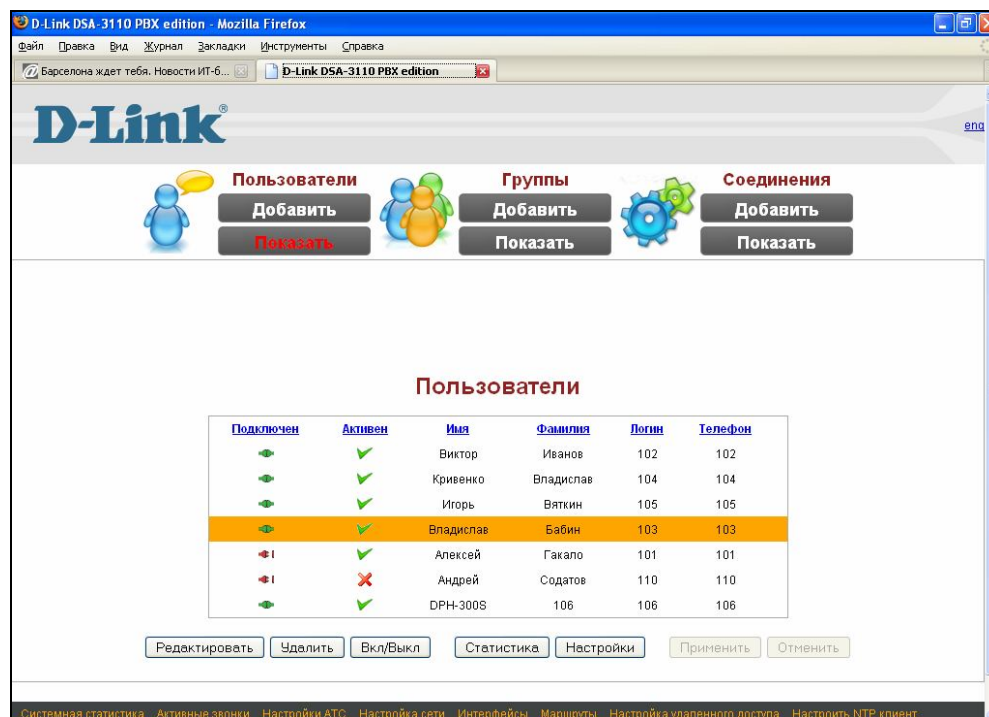 D-Link DSA-3110 PBX edition - Mozilla Firefox
Файл Правка Вид Журнал Закладки Инструменты Справка
Барселона ждет тебя. Новости ИТ-б... D-Link DSA-3110 PBX edition
D-Link®
eng
Пользователи Группы Соединения
Добавить Добавить Добавить
Показать Показать Показать
Пользователи
Подключен Активен Имя Фамилия Логин Телефон
Виктор Иванов 102 102
Кривенко Владислав 104 104
Игорь Вяткин 105 105
Владислав Бабин 103 103
Алексей Гакало 101 101
Андрей Содатов 110 110
DPH-300S 106 106 106
Редактировать Удалить Вкл/Выкл Статистика Настройки Применить Отменить
Системная статистика Активные звонки Настройки АТС Настройка сети Интерфейсы Маршруты Настройка удаленного доступа Настроить NTP клиент